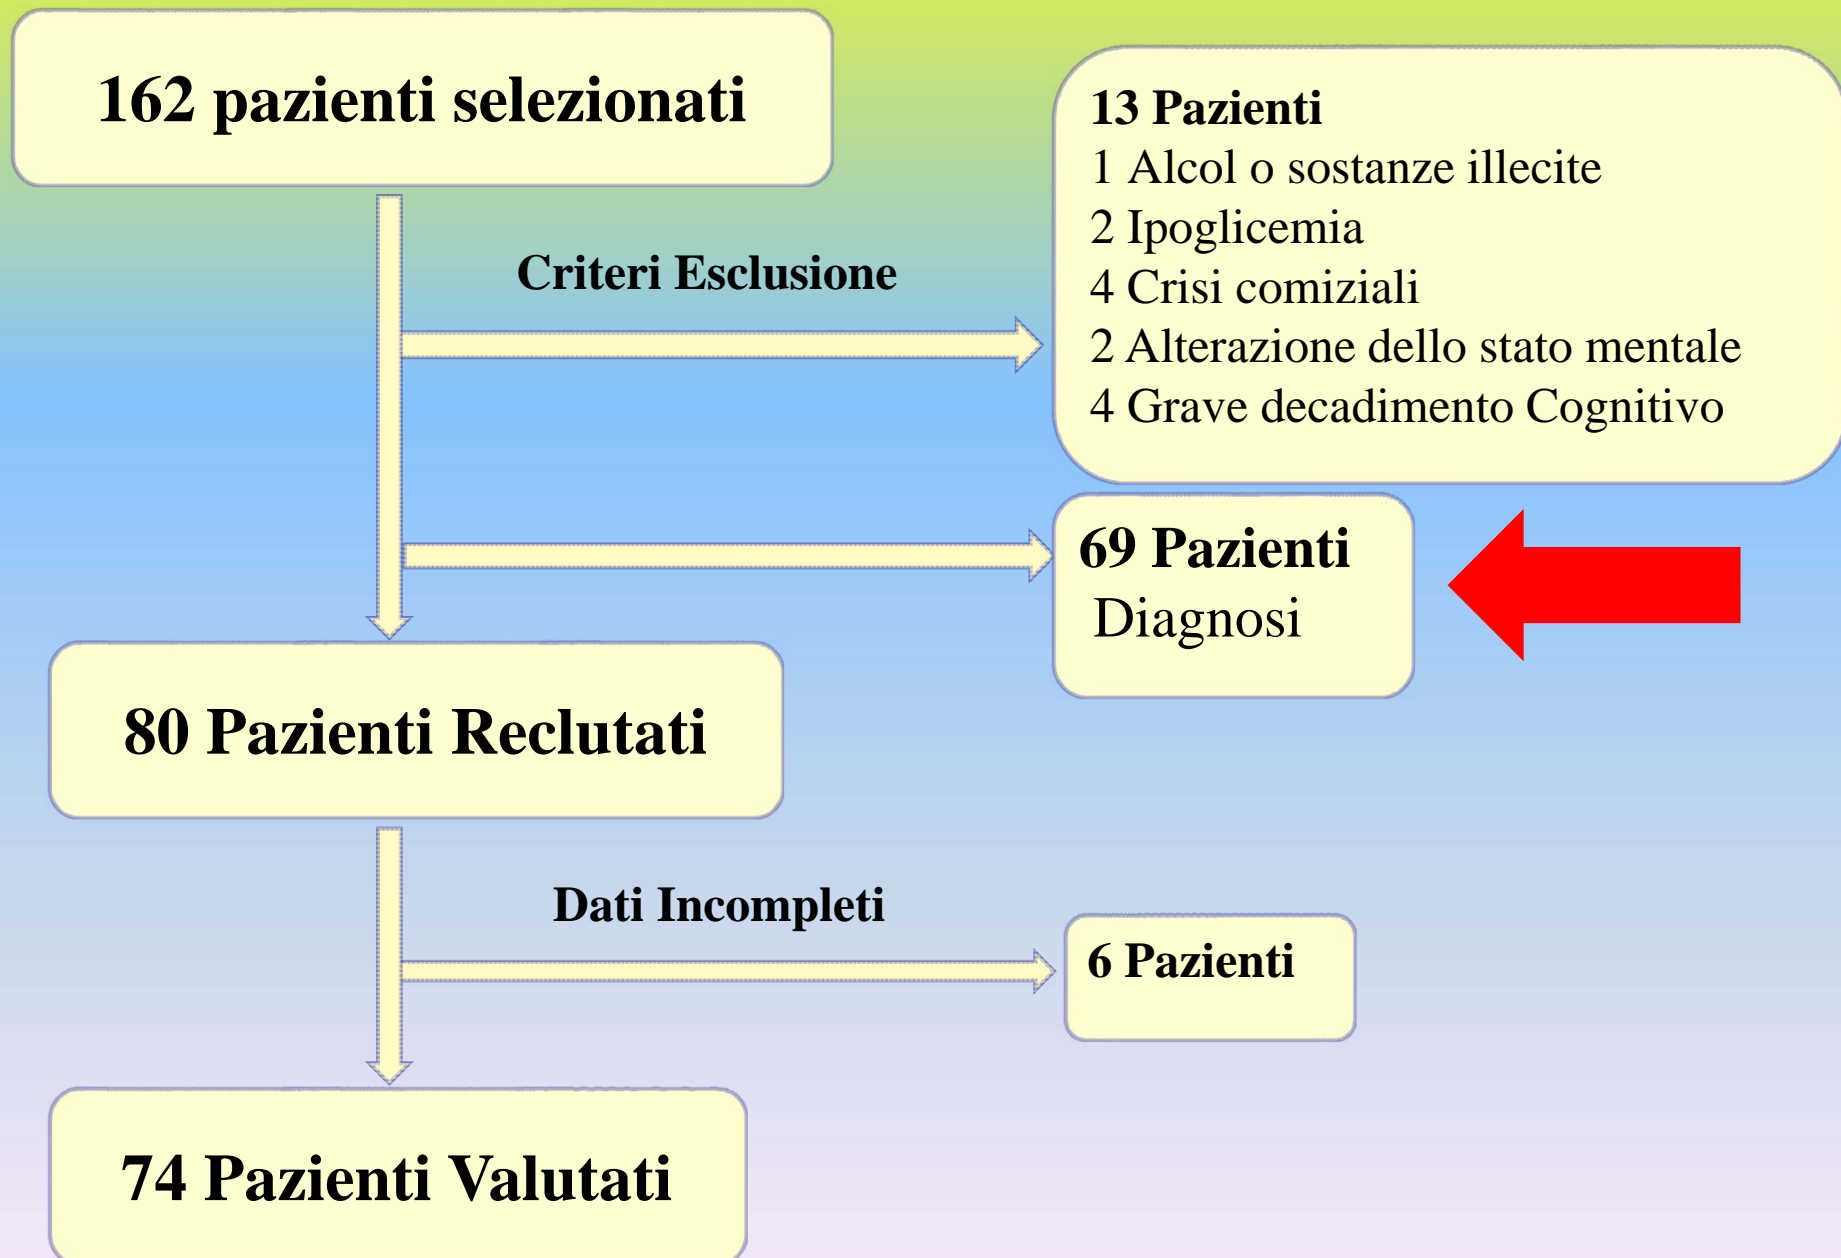 162 pazienti selezionati
13 Pazienti
1 Alcol o sostanze illecite
2 Ipoglicemia
4 Crisi comiziali
2 Alterazione dello stato mentale
4 Grave decadimento Cognitivo
Criteri Esclusione
69 Pazienti
Diagnosi
80 Pazienti Reclutati
Dati Incompleti
6 Pazienti
74 Pazienti Valutati